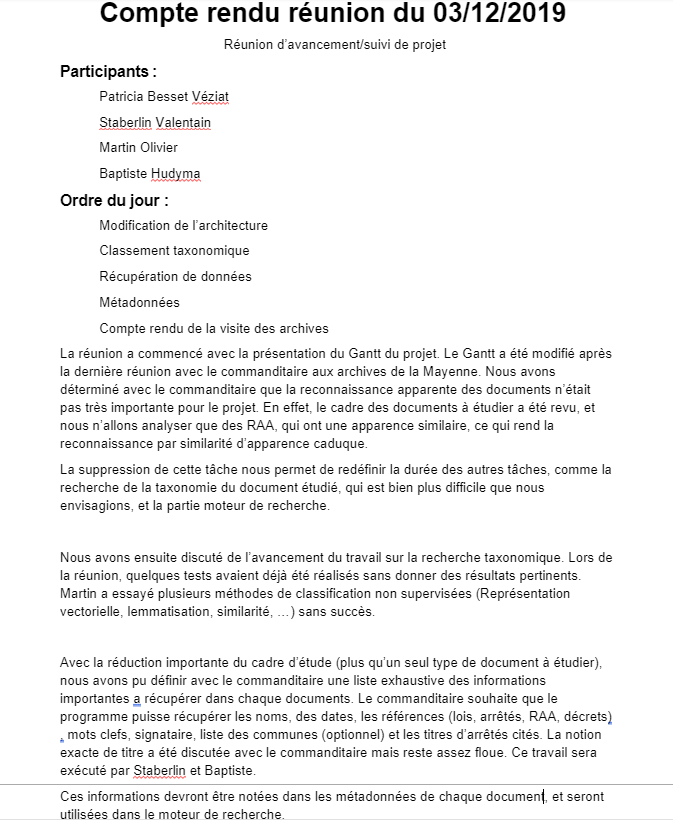 Compte rendu réunion du 03/12/2019
Réunion d'avancement/suivi de projet
Participants :
Patricia Besset Véziat
Staberlin Valentain
Martin Olivier
Baptiste Hudyma
Ordre du jour :
Modification de l'architecture
Classement taxonomique
Récupération de données
Métadonnées
Compte rendu de la visite des archives
La réunion a commencé avec la présentation du Gantt du projet. Le Gantt a été modifié après
la dernière réunion avec le commanditaire aux archives de la Mayenne. Nous avons
déterminé avec le commanditaire que la reconnaissance apparente des documents n'était
pas très importante pour le projet. En effet, le cadre des documents à étudier a été revu, et
nous n'allons analyser que des RAA, qui ont une apparence similaire, ce qui rend la
reconnaissance par similarité d'apparence caduque.
La suppression de cette tâche nous permet de redéfinir la durée des autres tâches, comme la
recherche de la taxonomie du document étudié, qui est bien plus difficile que nous
envisagions, et la partie moteur de recherche.
Nous avons ensuite discuté de l'avancement du travail sur la recherche taxonomique. Lors de
la réunion, quelques tests avaient déjà été réalisés sans donner des résultats pertinents.
Martin a essayé plusieurs méthodes de classification non supervisées (Représentation
vectorielle, lemmatisation, similarité, …) sans succès.
Avec la réduction importante du cadre d'étude (plus qu'un seul type de document à étudier),
nous avons pu définir avec le commanditaire une liste exhaustive des informations
importantes a récupérer dans chaque documents. Le commanditaire souhaite que le
programme puisse récupérer les noms, des dates, les références (lois, arrêtés, RAA, décrets)
, mots clefs, signataire, liste des communes (optionnel) et les titres d'arrêtés cités. La notion
exacte de titre a été discutée avec le commanditaire mais reste assez floue. Ce travail sera
exécuté par Staberlin et Baptiste.
Ces informations devront être notées dans les métadonnées de chaque document, et seront
utilisées dans le moteur de recherche.